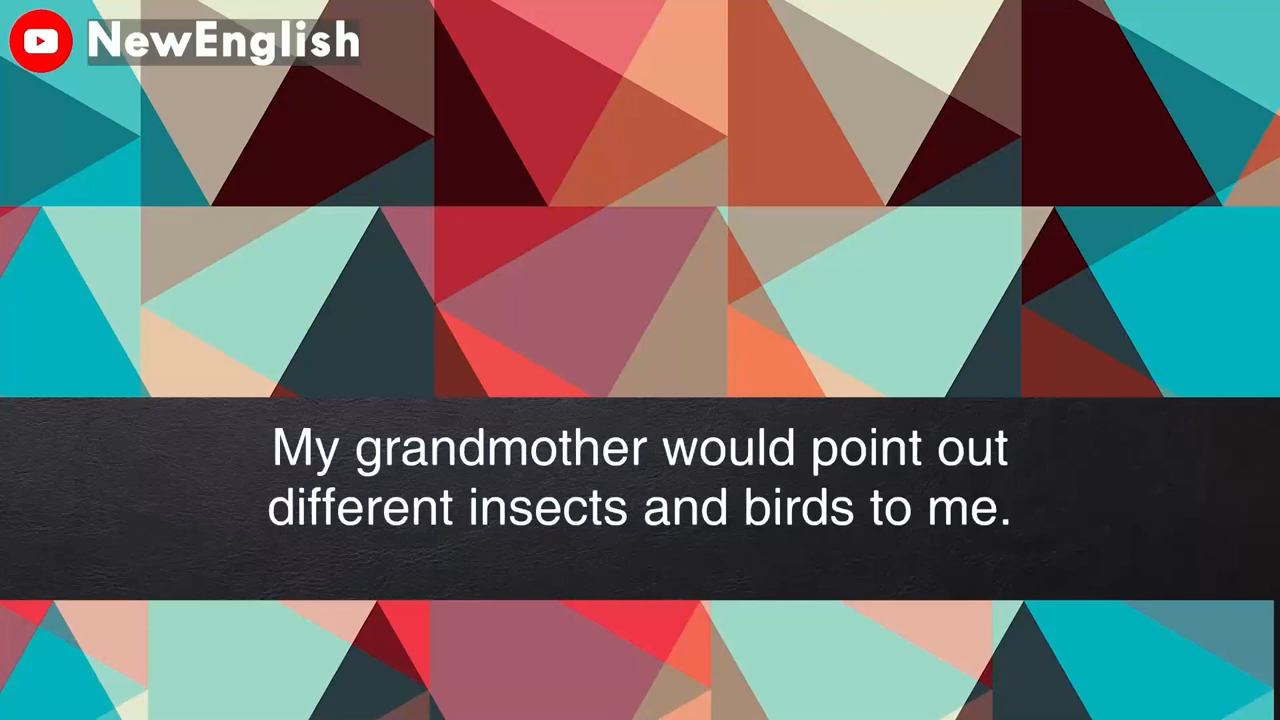 NewEnglish
My grandmother would point out
different insects and birds to me.